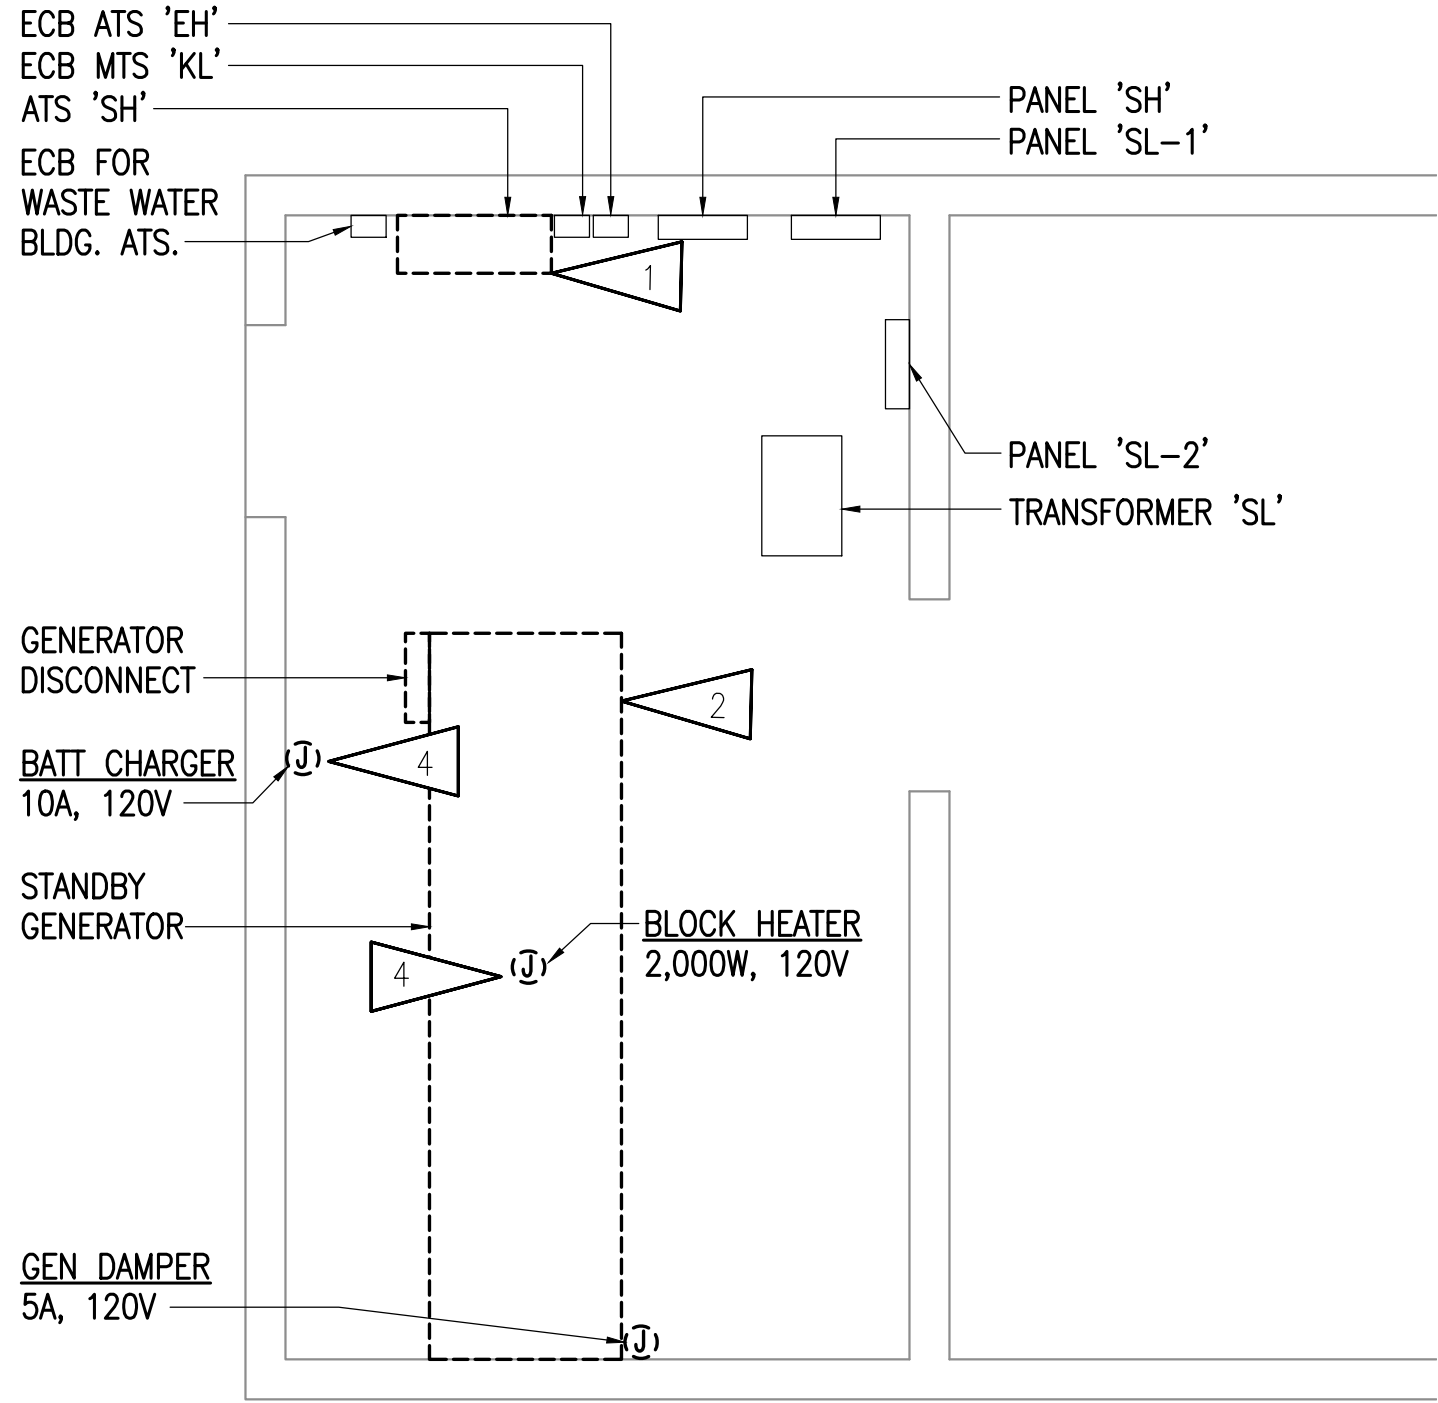 ECB ATS 'EH'
ECB MTS 'KL'
ATS 'SH'
ECB FOR
WASTE WATER
BLDG. ATS.
PANEL 'SH'
PANEL 'SL-1'
1
PANEL 'SL-2'
TRANSFORMER 'SL'
GENERATOR
DISCONNECT
2
BATT CHARGER
10A, 120V
J
4
STANDBY
GENERATOR
4
J
BLOCK HEATER
2,000W, 120V
GEN DAMPER
5A, 120V
J